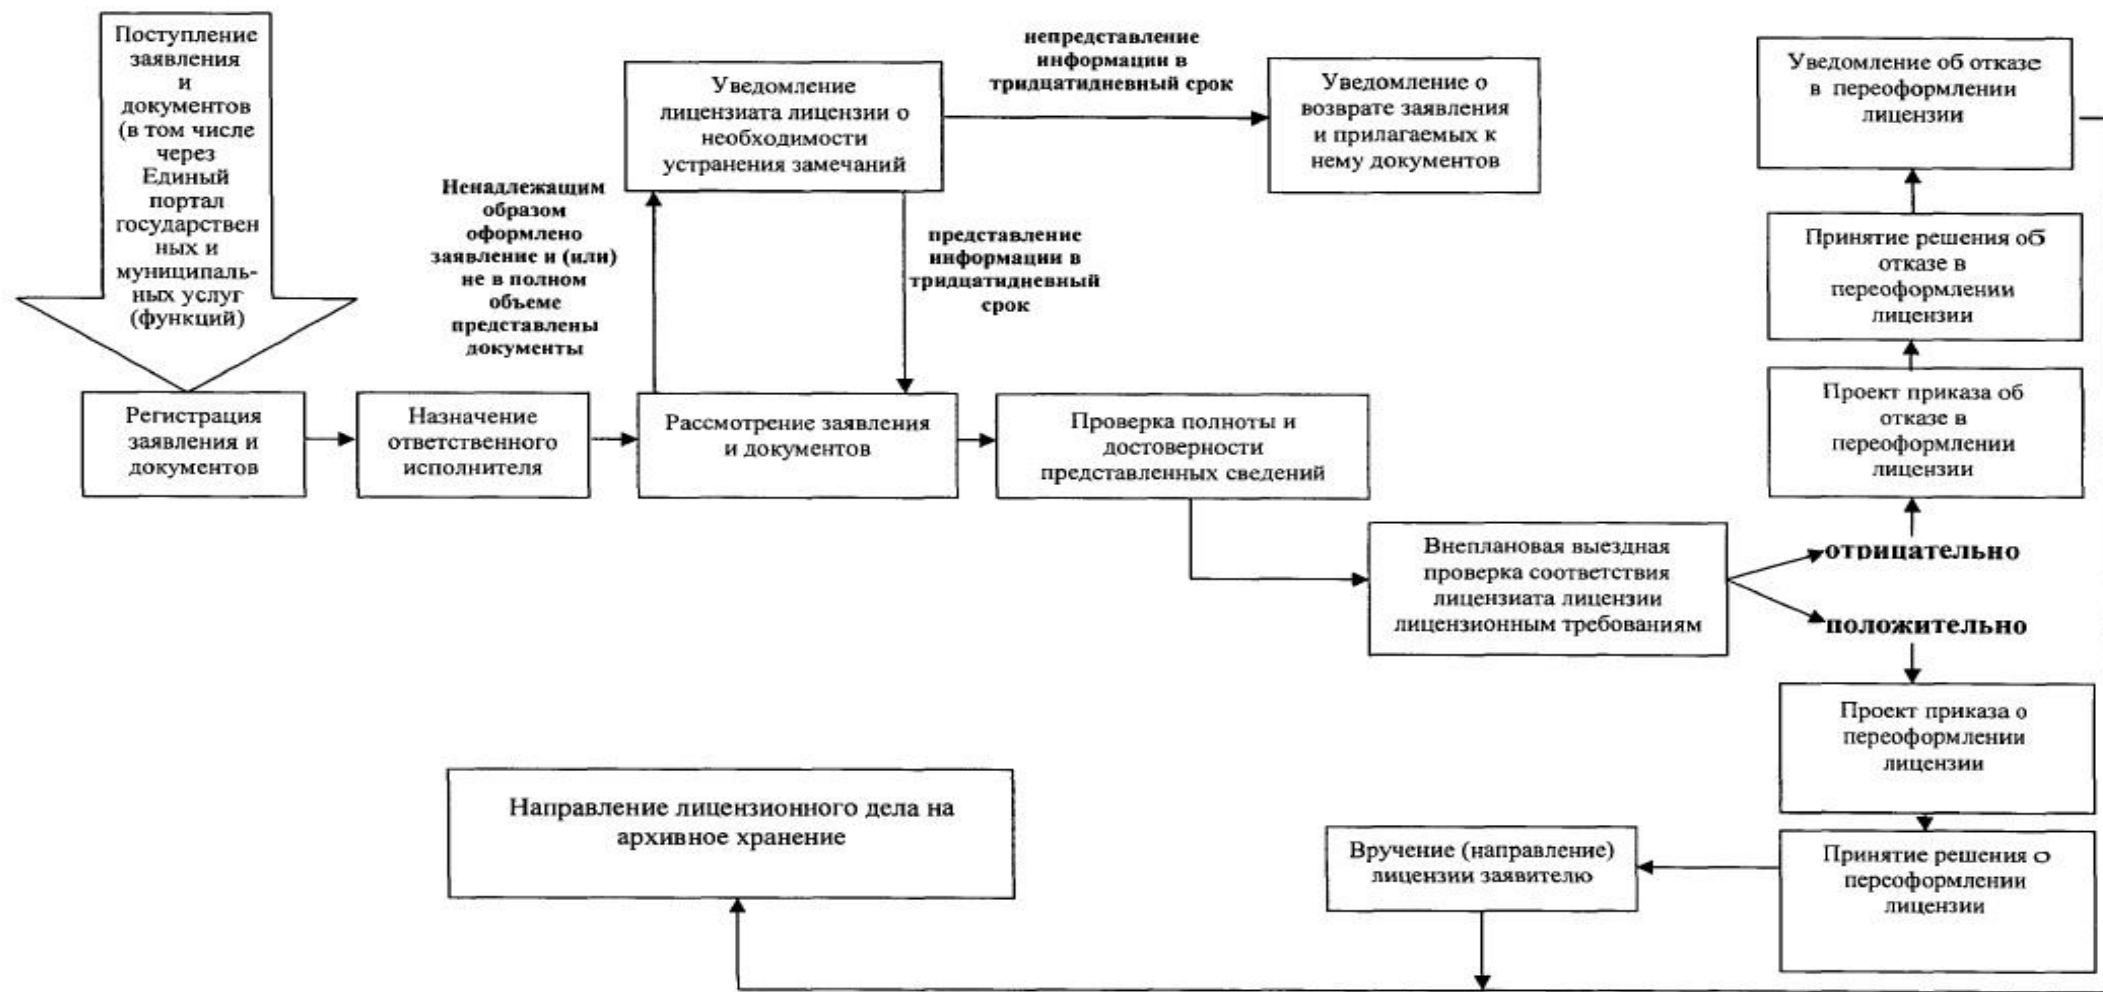 Поступление
заявления
и
документов
(в том числе
через
Единый
портал
государствен
ных и
муниципаль-
ных услуг
(функций)
Регистрация
заявления и
документов
Назначение
ответственного
исполнителя
Ненадлежащим
образом
оформлено
заявление и (или)
не в полном
объеме
представлены
документы
Уведомление
лицензиата лицензии о
необходимости
устранения замечаний
непредставление
информации в
тридцатидневный срок
Уведомление о
возврате заявления
и прилагаемых к
нему документов
представление
информации в
тридцатидневный
срок
Рассмотрение заявления
и документов
Проверка полноты и
достоверности
представленных сведений
Внеплановая выездная
проверка соответствия
лицензиата лицензии
лицензионным требованиям
Уведомление об отказе
в переоформлении
лицензии
Принятие решения об
отказе в
переоформлении
лицензии
Проект приказа об
отказе в
переоформлении
лицензии
отрицательно
положительно
Проект приказа о
переоформлении
лицензии
Принятие решения о
переоформлении
лицензии
Вручение (направление)
лицензии заявителю
Направление лицензионного дела на
архивное хранение